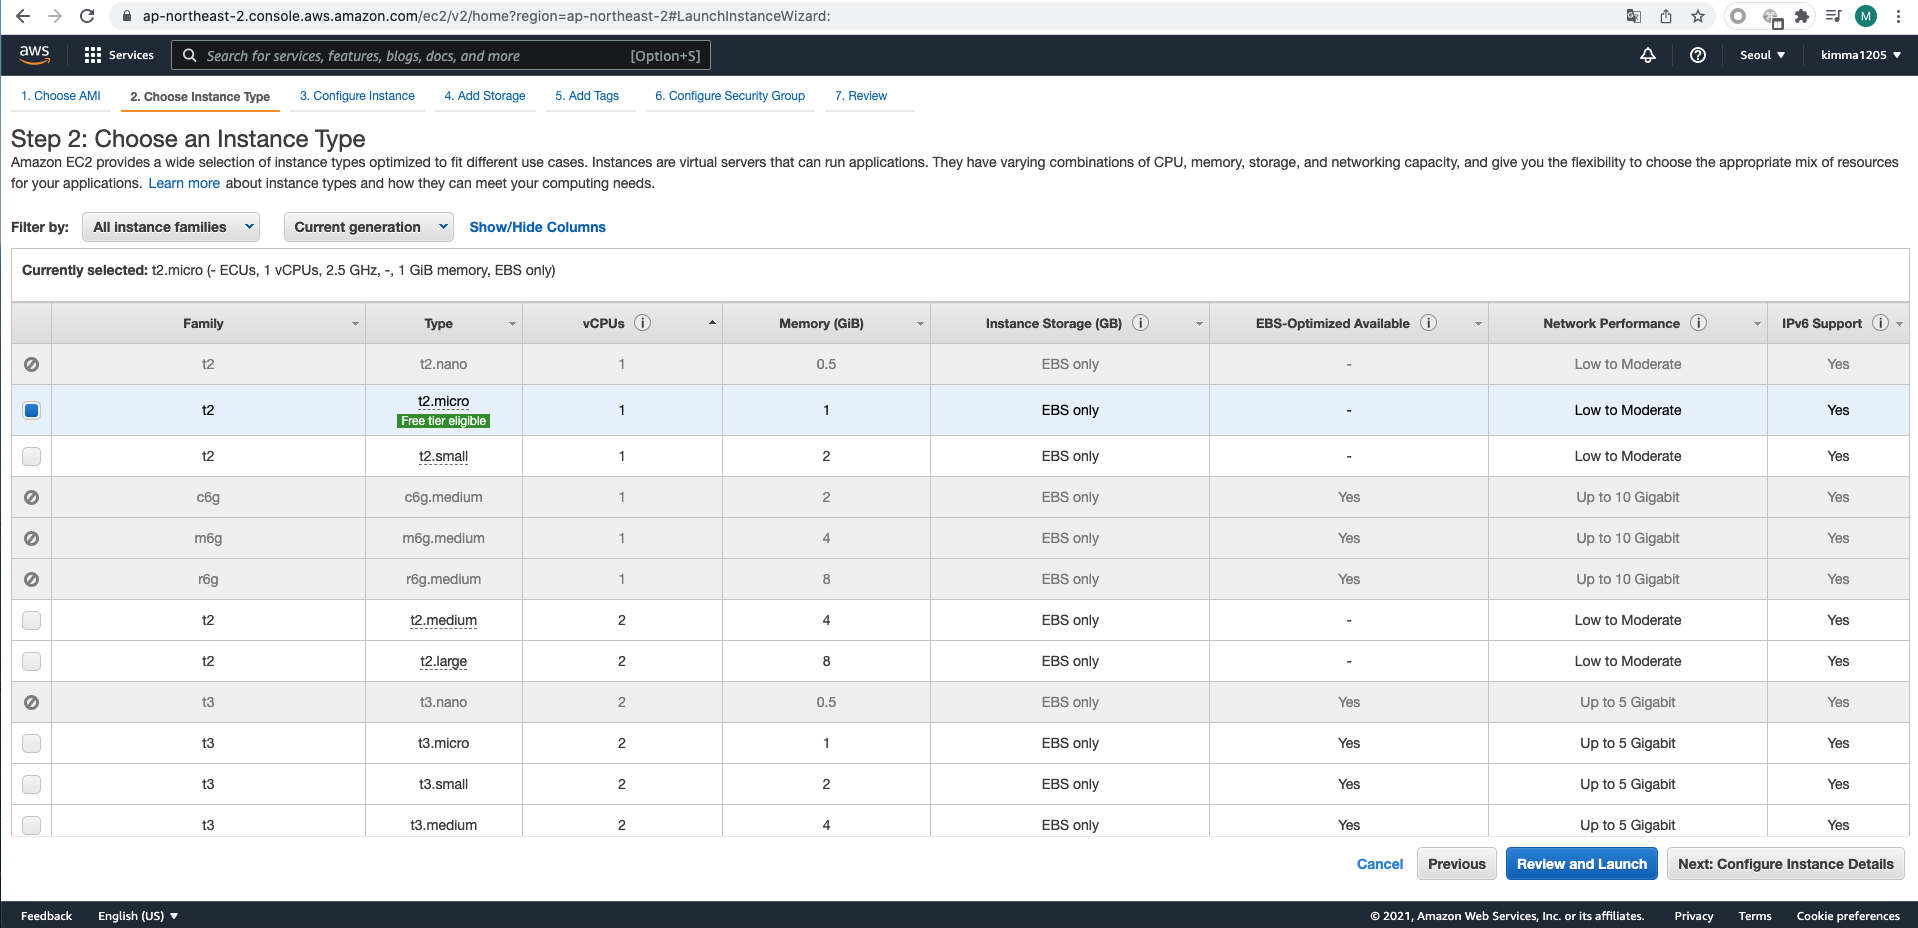 ap-northeast-2.console.aws.amazon.com/ec2/v2/home?region=ap-northeast-2#LaunchInstanceWizard:
M
aws Services Search for services, features, blogs, docs, and more [Option+S] Seoul ▼ kimma1205 ▼
1. Choose AMI 2. Choose Instance Type 3. Configure Instance 4. Add Storage 5. Add Tags 6. Configure Security Group 7. Review
Step 2: Choose an Instance Type
Amazon EC2 provides a wide selection of instance types optimized to fit different use cases. Instances are virtual servers that can run applications. They have varying combinations of CPU, memory, storage, and networking capacity, and give you the flexibility to choose the appropriate mix of resources
for your applications. Learn more about instance types and how they can meet your computing needs.
Filter by: All instance families Current generation Show/Hide Columns
Currently selected: t2.micro (- ECUs, 1 vCPUs, 2.5 GHz, -, 1 GiB memory, EBS only)
Family Type vCPUs i Memory (GiB) Instance Storage (GB) i EBS-Optimized Available i Network Performance i IPv6 Support i
t2 t2.nano 1 0.5 EBS only - Low to Moderate Yes
t2 t2.micro 1 1 EBS only - Low to Moderate Yes
Free tier eligible
t2 t2.small 1 2 EBS only - Low to Moderate Yes
c6g c6g.medium 1 2 EBS only Yes Up to 10 Gigabit Yes
m6g m6g.medium 1 4 EBS only Yes Up to 10 Gigabit Yes
r6g r6g.medium 1 8 EBS only Yes Up to 10 Gigabit Yes
t2 t2.medium 2 4 EBS only - Low to Moderate Yes
t2 t2.large 2 8 EBS only - Low to Moderate Yes
t3 t3.nano 2 0.5 EBS only Yes Up to 5 Gigabit Yes
t3 t3.micro 2 1 EBS only Yes Up to 5 Gigabit Yes
t3 t3.small 2 2 EBS only Yes Up to 5 Gigabit Yes
t3 t3.medium 2 4 EBS only Yes Up to 5 Gigabit Yes
Cancel Previous Review and Launch Next: Configure Instance Details
Feedback English (US) ▼ © 2021, Amazon Web Services, Inc. or its affiliates. Privacy Terms Cookie preferences